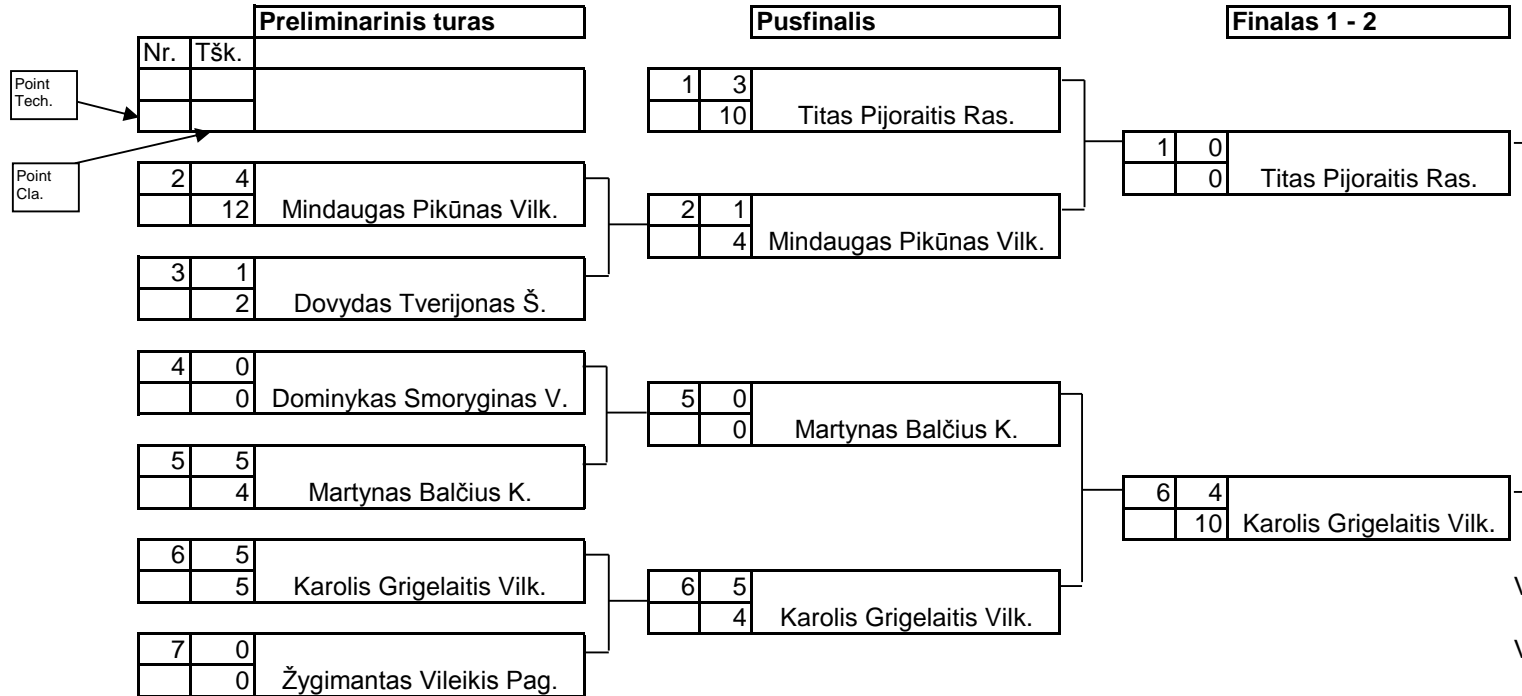 Preliminarinis turas Pusfinalis Finalas 1 - 2
Nr. Tšk.
Point
Tech.
1 3
10 Titas Pijoraitis Ras.
1 0
0 Titas Pijoraitis Ras.
Point
Cla.
2 4
12 Mindaugas Pikūnas Vilk.
2 1
4 Mindaugas Pikūnas Vilk.
3 1
2 Dovydas Tverijonas Š.
4 0
0 Dominykas Smoryginas V.
5 0
0 Martynas Balčius K.
5 5
4 Martynas Balčius K.
6 4
10 Karolis Grigelaitis Vilk.
6 5
5 Karolis Grigelaitis Vilk.
6 5
4 Karolis Grigelaitis Vilk.
7 0
0 Žygimantas Vileikis Pag.